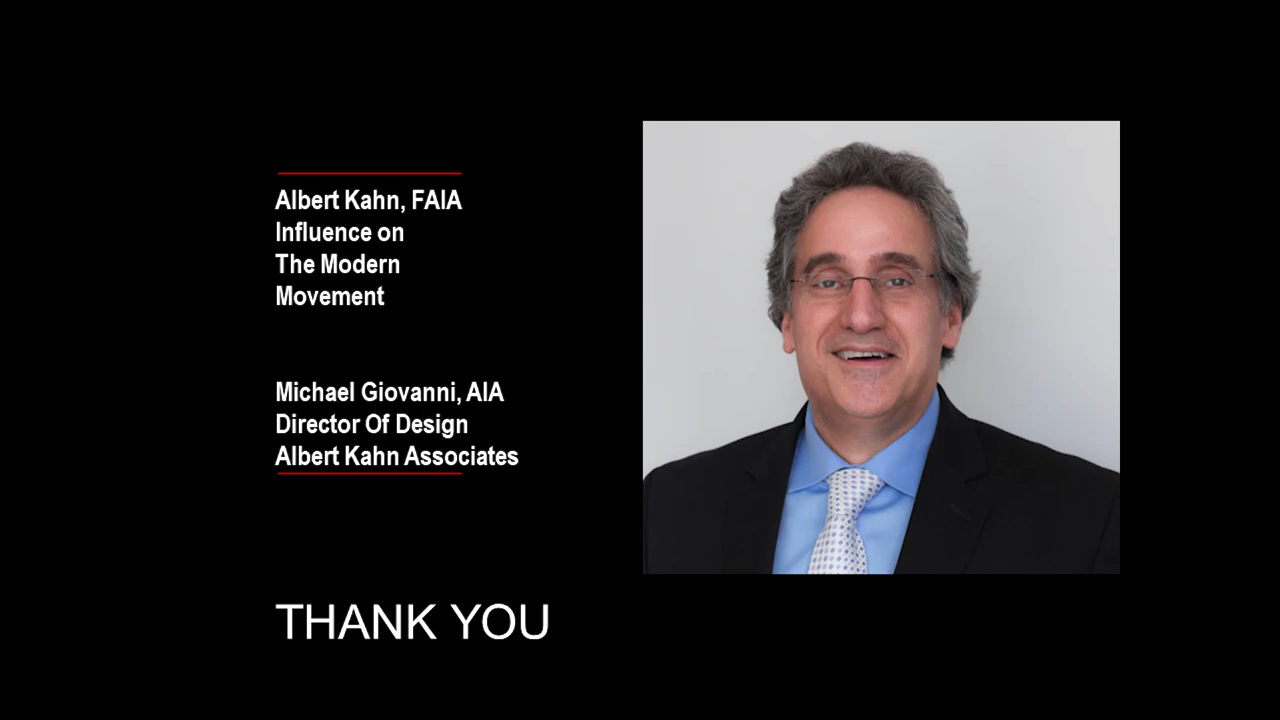 Albert Kahn, FAIA
Influence on
The Modern
Movement
Michael Giovanni, AIA
Director Of Design
Albert Kahn Associates
THANK YOU